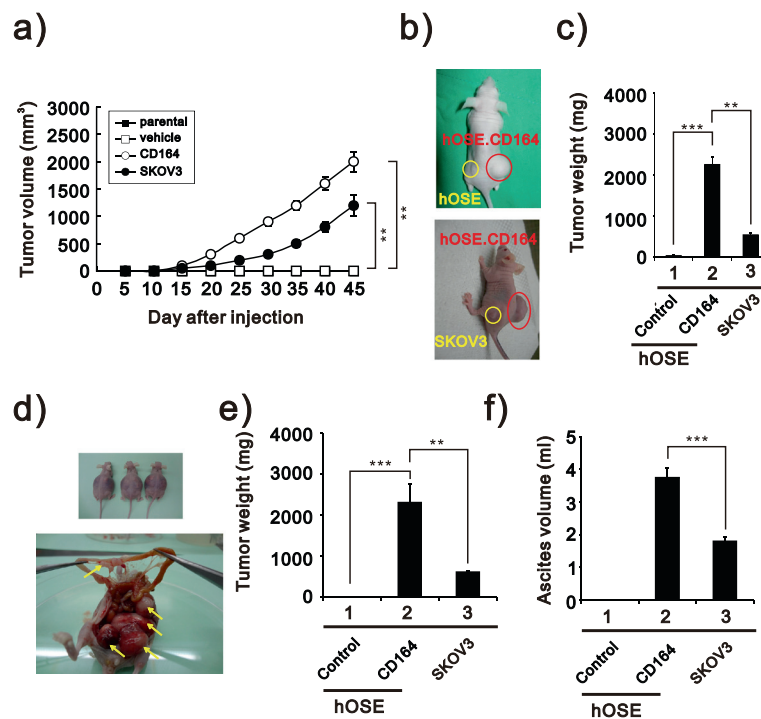 a)
Tumor volume (mm³)
3000
2500
2000
1500
1000
500
0
parental
vehicle
CD164
SKOV3
**
**
0 5 10 15 20 25 30 35 40 45
Day after injection
b)
hOSE.CD164
hOSE
hOSE.CD164
SKOV3
c)
Tumor weight (mg)
4000
3000
2000
1000
0
*** **
1 2 3
Control CD164 SKOV3
hOSE
d)
e)
Tumor weight (mg)
4000
3000
2000
1000
0
*** **
1 2 3
Control CD164 SKOV3
hOSE
f)
Ascites volume (ml)
5
4
3
2
1
0
***
1 2 3
Control CD164 SKOV3
hOSE